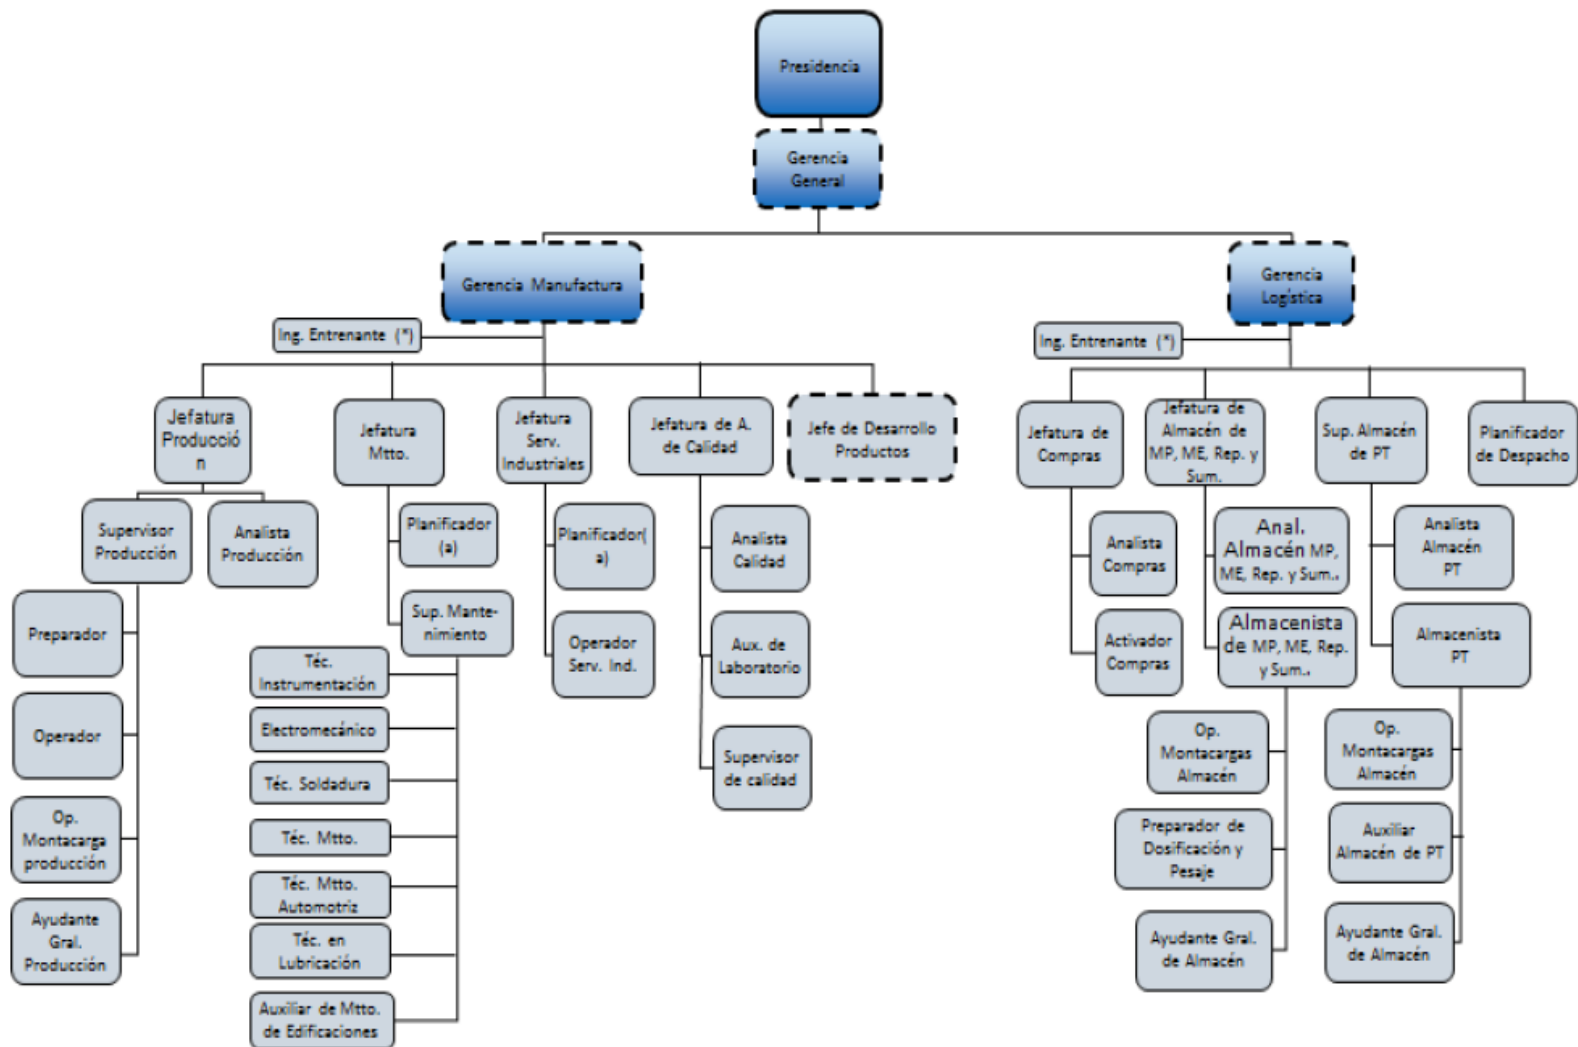 Presidencia
Gerencia
General
Gerencia Manufactura
Gerencia
Logística
Ing. Entrenante (*)
Ing. Entrenante (*)
Jefatura
Producció
n
Jefatura
Mtto.
Jefatura
Serv.
Industriales
Jefatura de A.
de Calidad
Jefe de Desarrollo
Productos
Jefatura de
Compras
Jefatura de
Almacén de
MP, ME, Rep. y
Sum.
Sup. Almacén
de PT
Planificador
de Despacho
Supervisor
Producción
Analista
Producción
Planificador
(a)
Planificador(
a)
Analista
Calidad
Analista
Compras
Anal.
Almacén MP,
ME, Rep. y Sum..
Analista
Almacén
PT
Preparador
Sup. Mante-
nimiento
Operador
Serv. Ind.
Aux. de
Laboratorio
Activador
Compras
Almacenista
de MP, ME, Rep.
y Sum..
Almacenista
PT
Téc.
Instrumentación
Operador
Electromecánico
Téc. Soldadura
Supervisor
de calidad
Op.
Montacargas
Almacén
Op.
Montacargas
Almacén
Op.
Montacarga
producción
Téc. Mtto.
Preparador de
Dosificación y
Pesaje
Auxiliar
Almacén de PT
Téc. Mtto.
Automotriz
Ayudante
Gral.
Producción
Téc. en
Lubricación
Ayudante Gral.
de Almacén
Ayudante Gral.
de Almacén
Auxiliar de Mtto.
de Edificaciones